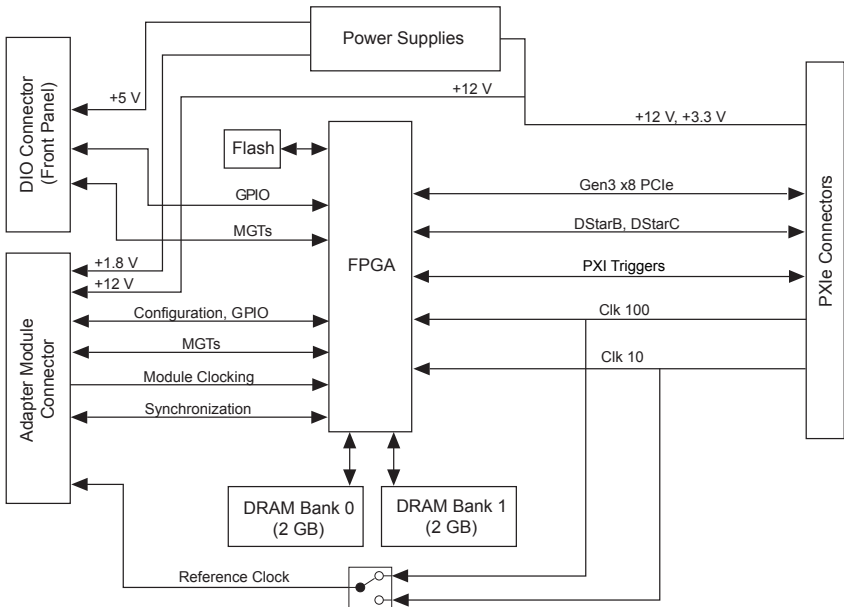 Power Supplies
+5 V
+12 V
+12 V, +3.3 V
DIO Connector
(Front Panel)
Flash
GPIO
MGTs
FPGA
Gen3 x8 PCIe
DStarB, DStarC
PXI Triggers
Clk 100
Clk 10
PXIe Connectors
+1.8 V
+12 V
Adapter Module
Connector
Configuration, GPIO
MGTs
Module Clocking
Synchronization
DRAM Bank 0
(2 GB)
DRAM Bank 1
(2 GB)
Reference Clock